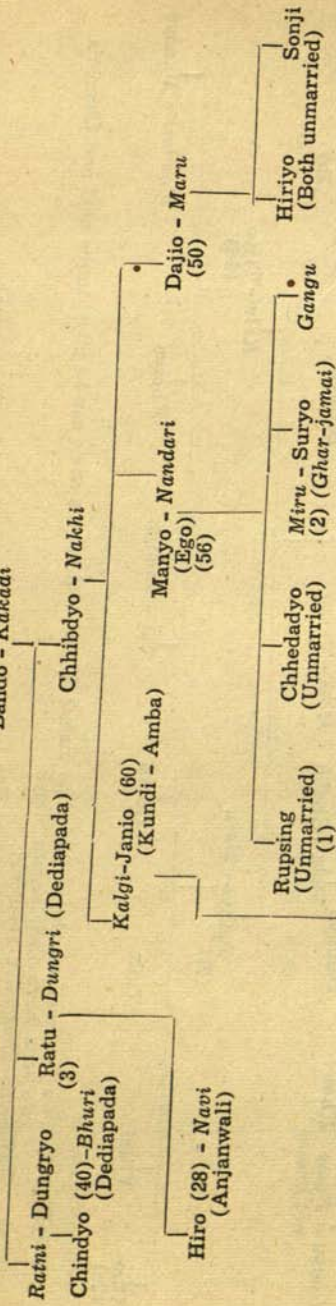 Kakadi
Ratni - Dungryo
Ratu - Dungri (Dediapada)
(3)
Chhibdyo - Nakhi
Chindyo (40)-Bhuri
(Dediapada)
Hiro (28) - Navi
(Anjanwali)
Kalgi-Janio (60)
(Kundi - Amba)
Manyo - Nandari
(Ego)
(56)
Dajio - Maru
(50)
Rupsing
(Unmarried)
(1)
Chhedadyo
(Unmarried)
Miru - Suryo
(2) (Ghar-jamai)
Gangu
Hiriyo
Sonji
(Both unmarried)